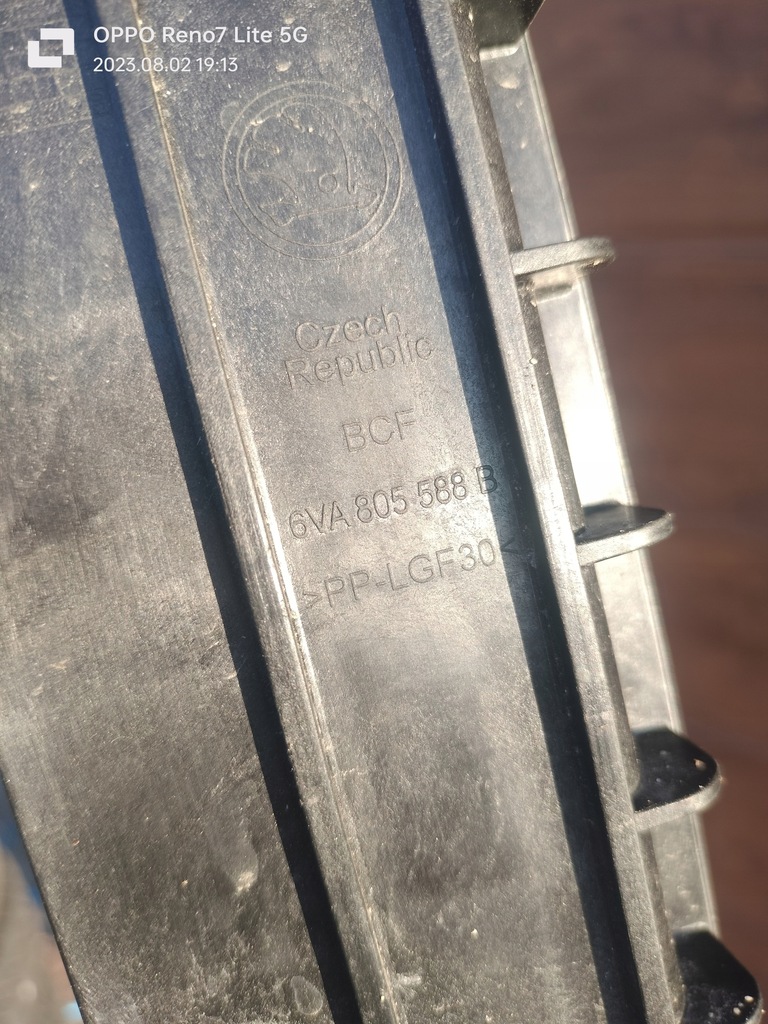 OPPO Reno7 Lite 5G
2023.08.02 19:13
Czech
Republic
BCF
6VA 805 588 B
>PP-LGF30<